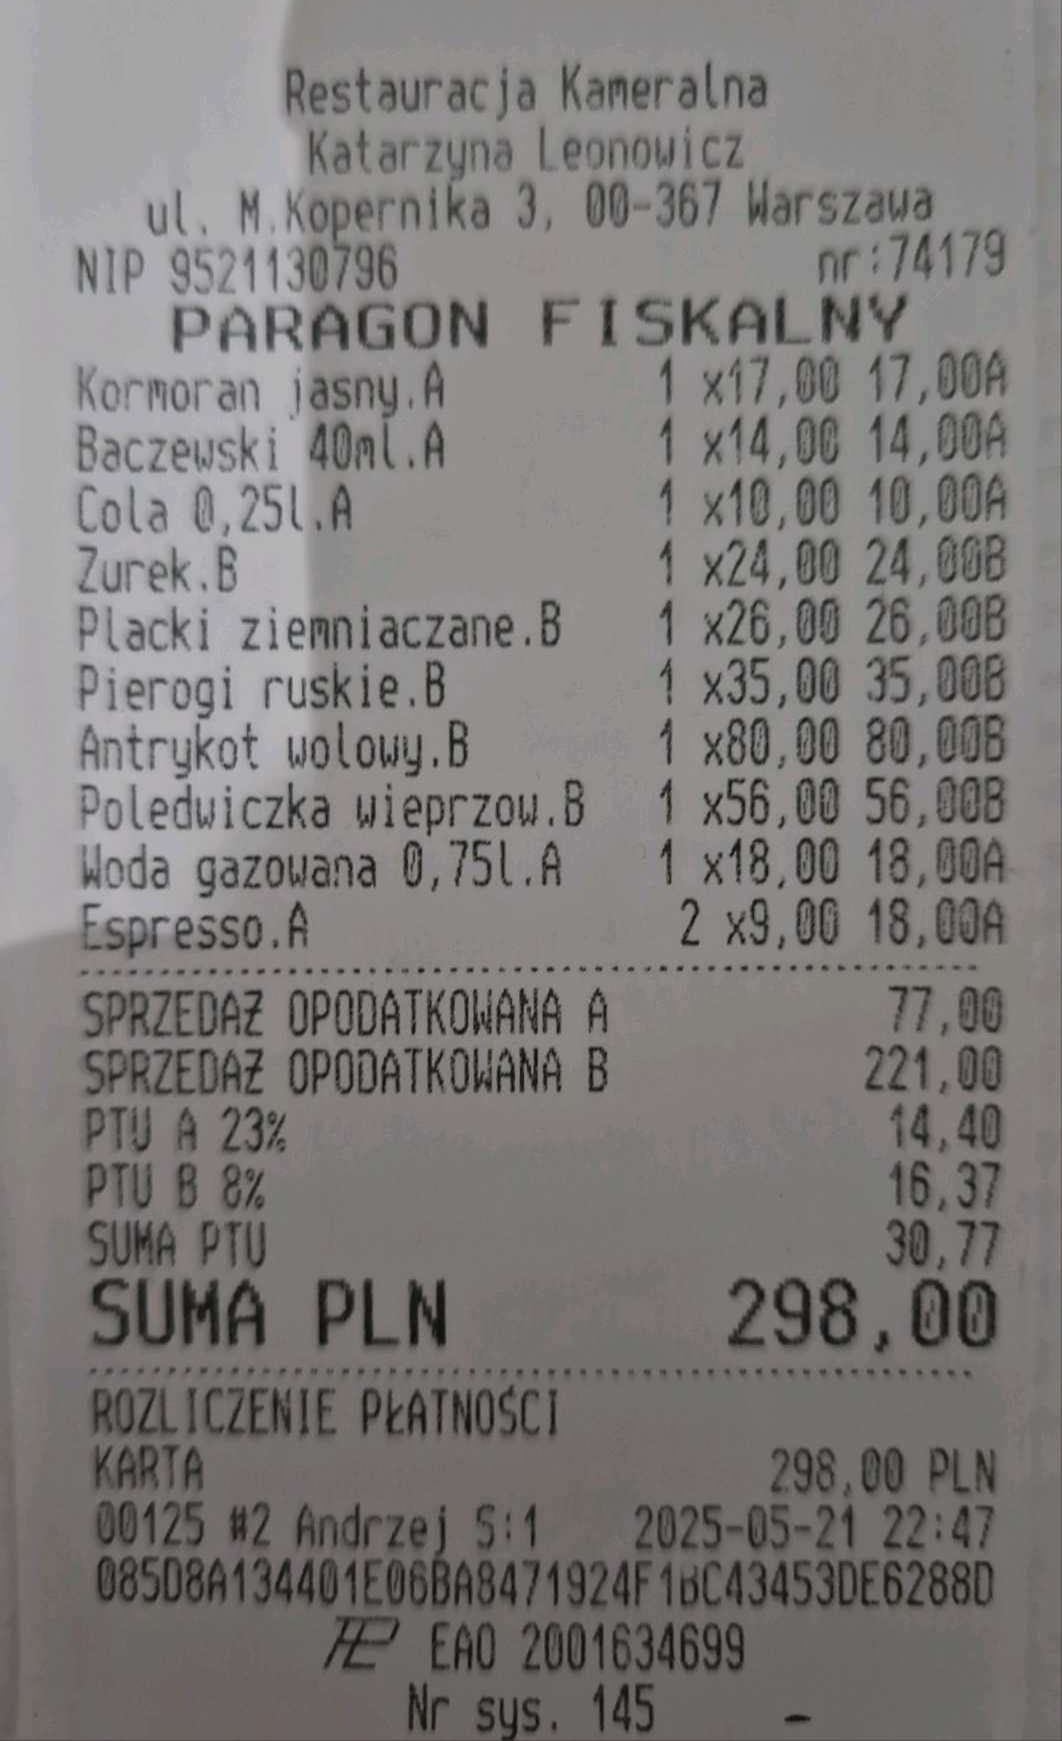 Restauracja Kameralna
Katarzyna Leonowicz
ul. M.Kopernika 3, 00-367 Warszawa
NIP 9521130796 nr:74179
PARAGON FISKALNY
Kormoran jasny.A 1 x17,00 17,00A
Baczewski 40ml.A 1 x14,00 14,00A
Cola 0,25l.A 1 x10,00 10,00A
Zurek.B 1 x24,00 24,00B
Placki ziemniaczane.B 1 x26,00 26,00B
Pierogi ruskie.B 1 x35,00 35,00B
Antrykot wolowy.B 1 x80,00 80,00B
Poledwiczka wieprzow.B 1 x56,00 56,00B
Woda gazowana 0,75l.A 1 x18,00 18,00A
Espresso.A 2 x9,00 18,00A
SPRZEDAŻ OPODATKOWANA A 77,00
SPRZEDAŻ OPODATKOWANA B 221,00
PTU A 23% 14,40
PTU B 8% 16,37
SUMA PTU 30,77
SUMA PLN 298,00
ROZLICZENIE PŁATNOŚCI
KARTA 298,00 PLN
00125 #2 Andrzej S:1 2025-05-21 22:47
085D8A134401E06BA8471924F1BC43453DE6288D
EAO 2001634699
Nr sys. 145